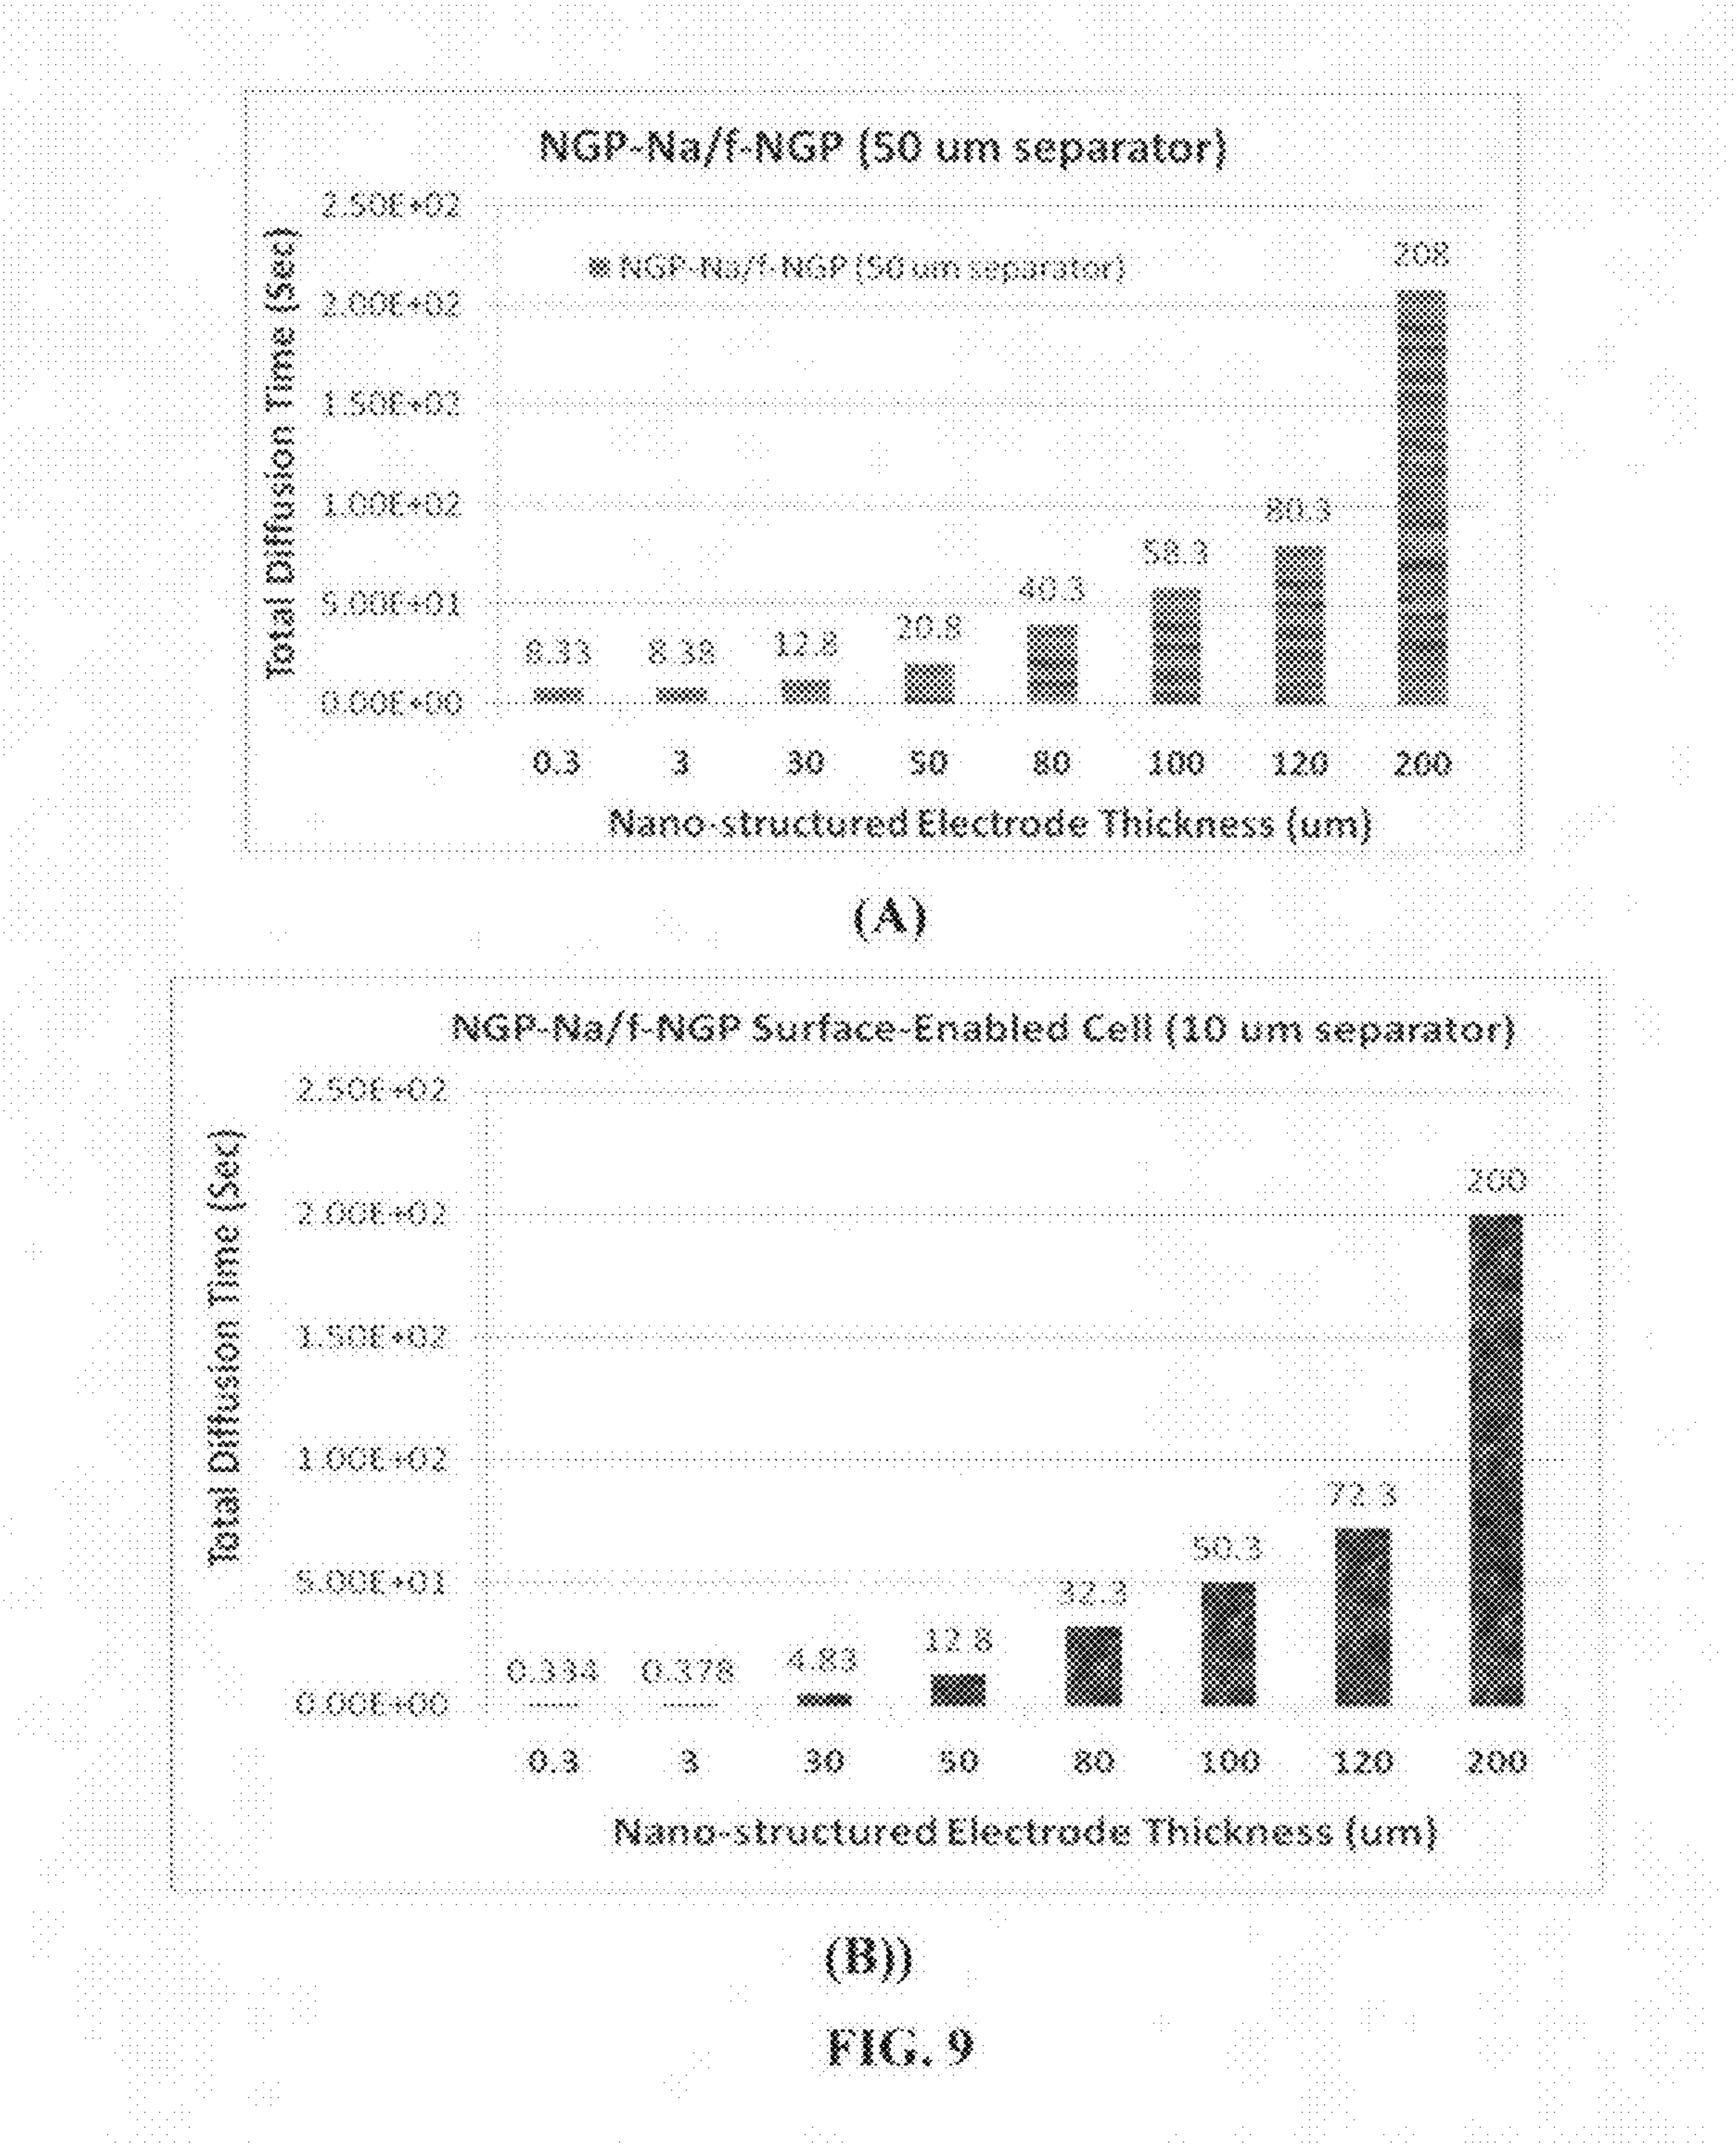 NGP-Na/f-NGP (50 um separator)
Total Diffusion Time (Sec)
NGP-Na/f-NGP (50 um separator)
2.50E+02
2.00E+02
1.50E+02
1.00E+02
5.00E+01
0.00E+00
8.33 8.38 12.8 20.8 40.3 58.3 80.3 208
0.3 3 30 50 80 100 120 200
Nano-structured Electrode Thickness (um)
(A)
NGP-Na/f-NGP Surface-Enabled Cell (10 um separator)
Total Diffusion Time (Sec)
2.50E+02
2.00E+02
1.50E+02
1.00E+02
5.00E+01
0.00E+00
0.334 0.378 4.83 12.8 32.3 50.3 72.3 200
0.3 3 30 50 80 100 120 200
Nano-structured Electrode Thickness (um)
(B))
FIG. 9